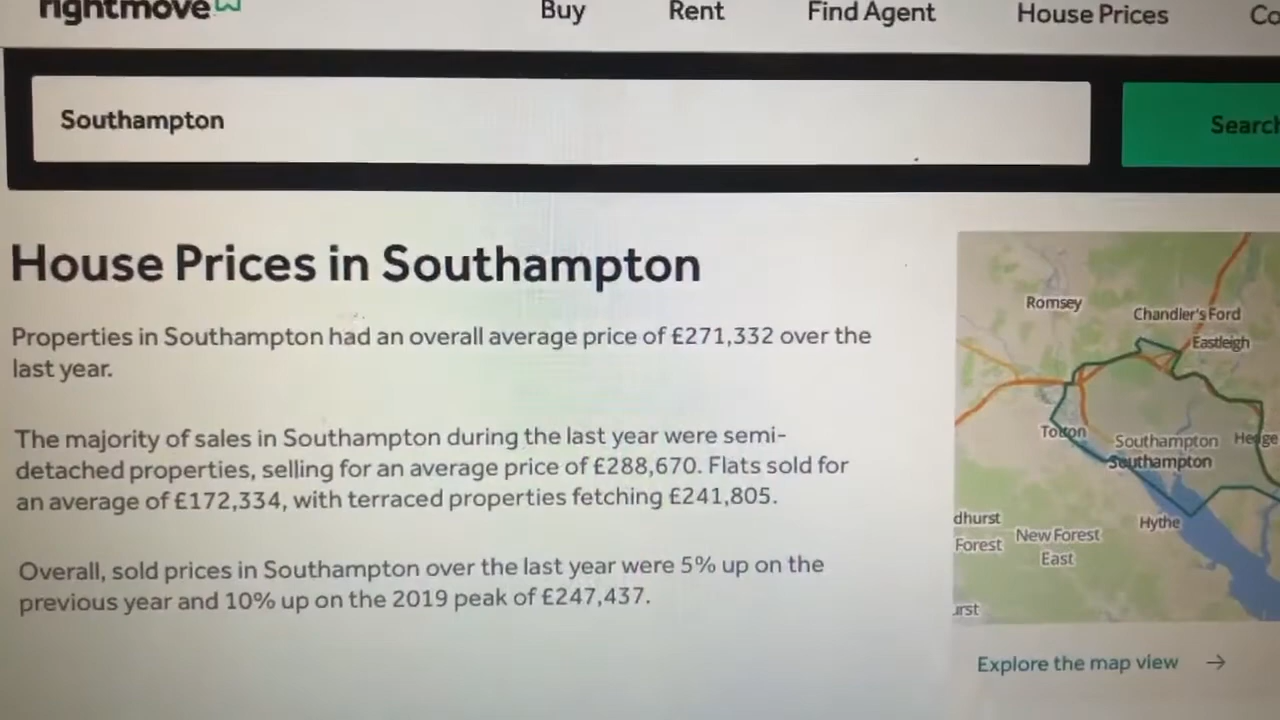 rightmove
Buy
Rent
Find Agent
House Prices
Southampton
House Prices in Southampton
Properties in Southampton had an overall average price of £271,332 over the
last year.
The majority of sales in Southampton during the last year were semi-
detached properties, selling for an average price of £288,670. Flats sold for
an average of £172,334, with terraced properties fetching £241,805.
Overall, sold prices in Southampton over the last year were 5% up on the
previous year and 10% up on the 2019 peak of £247,437.
Romsey
Chandler's Ford
Eastleigh
Totton
Southampton
Southampton
Hythe
New Forest
East
Forest
Explore the map view →